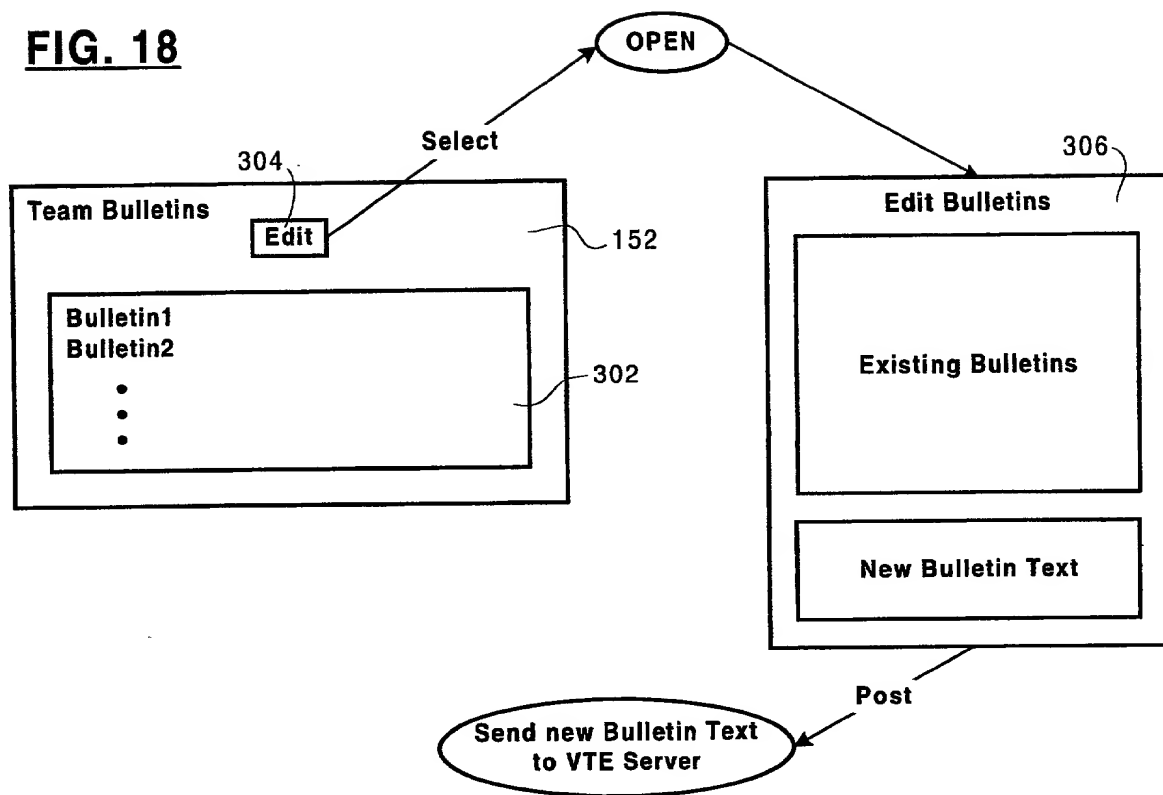 FIG. 18
OPEN
Select
304
306
Team Bulletins
Edit
152
Edit Bulletins
Bulletin1
Bulletin2
302
Existing Bulletins
New Bulletin Text
Post
Send new Bulletin Text
to VTE Server